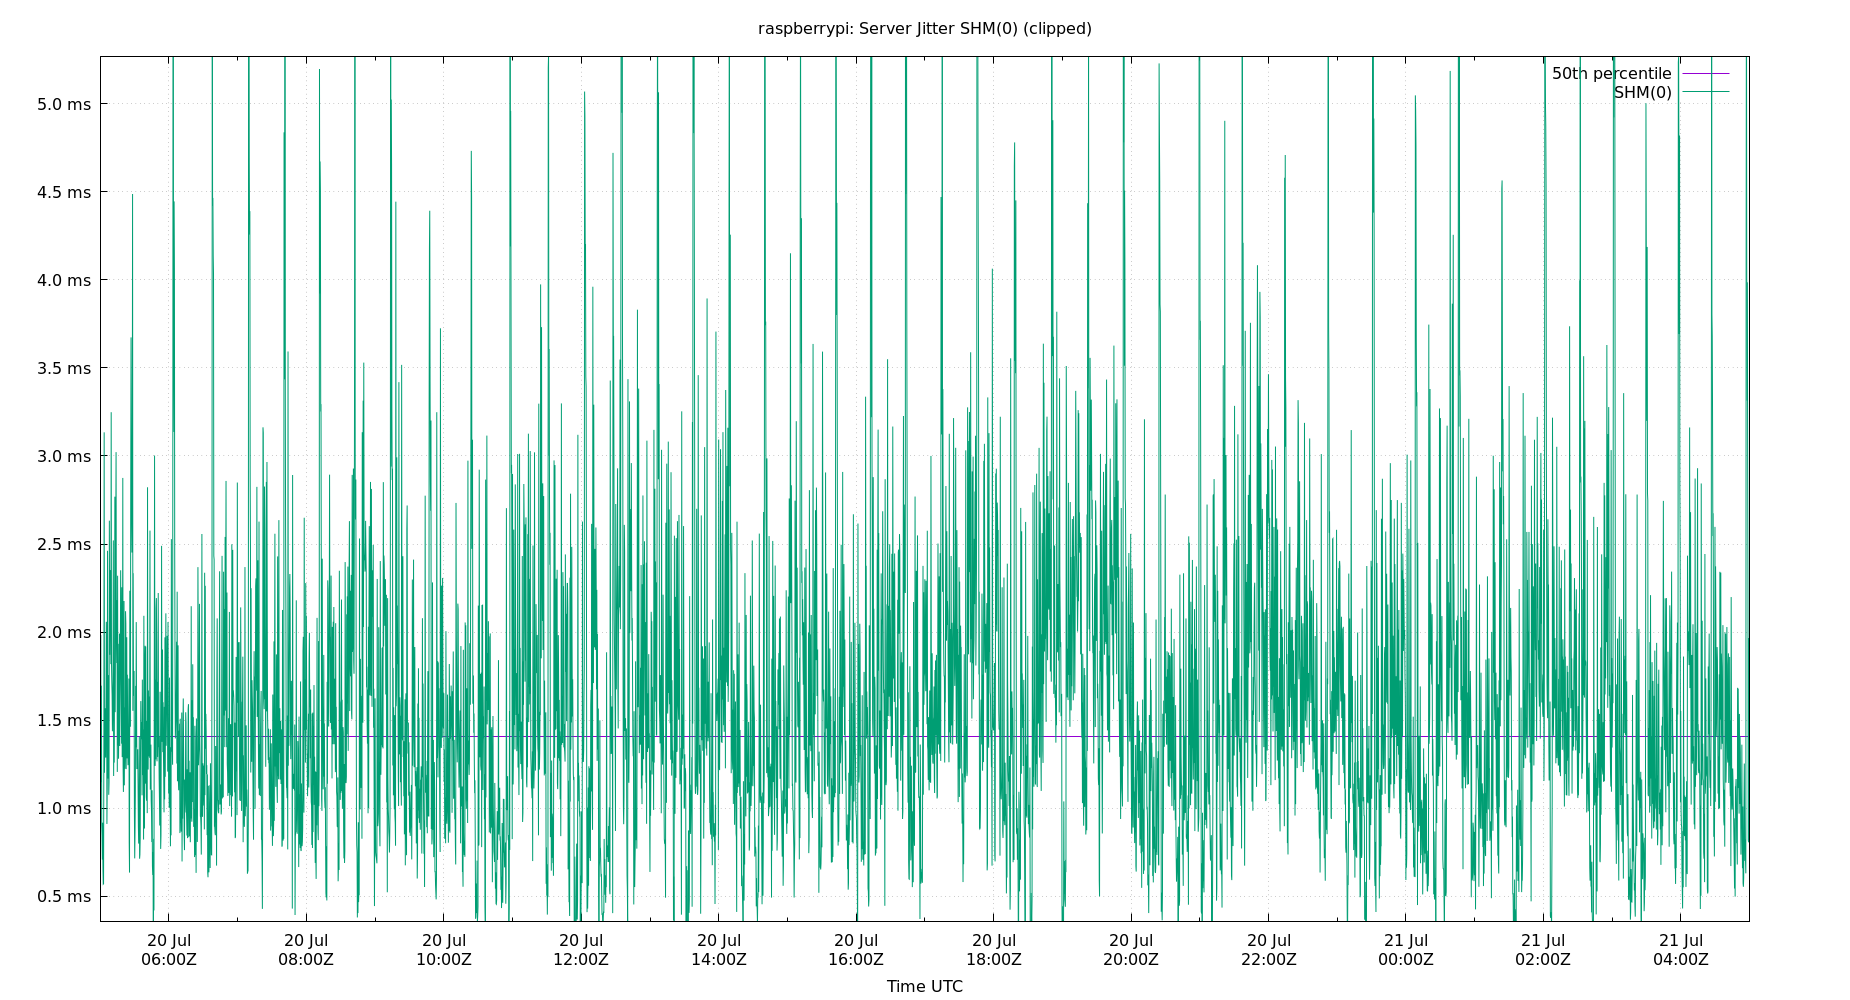 raspberrypi: Server Jitter SHM(0) (clipped)
50th percentile
SHM(0)
5.0 ms
4.5 ms
4.0 ms
3.5 ms
3.0 ms
2.5 ms
2.0 ms
1.5 ms
1.0 ms
0.5 ms
20 Jul 20 Jul 20 Jul 20 Jul 20 Jul 20 Jul 20 Jul 20 Jul 20 Jul 21 Jul 21 Jul 21 Jul
06:00Z 08:00Z 10:00Z 12:00Z 14:00Z 16:00Z 18:00Z 20:00Z 22:00Z 00:00Z 02:00Z 04:00Z
Time UTC